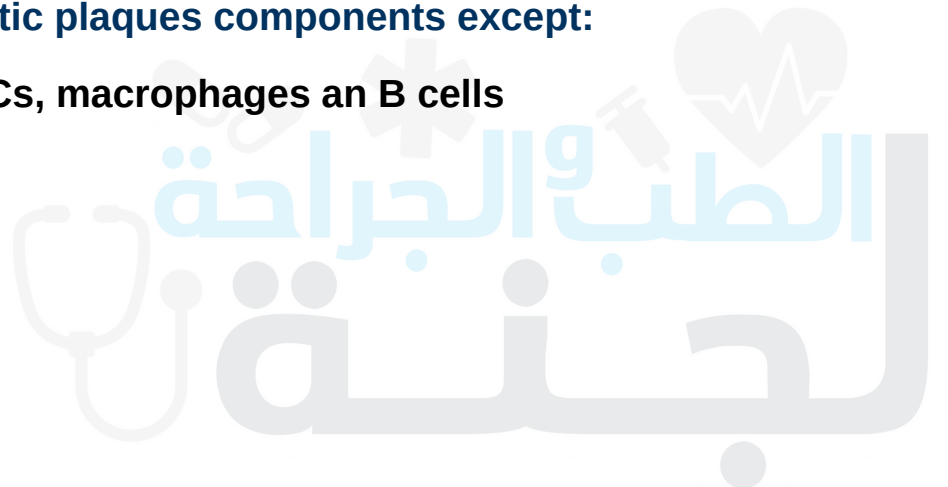 tic plaques components except:
Cs, macrophages an B cells
الطب والجراحة
لجنة